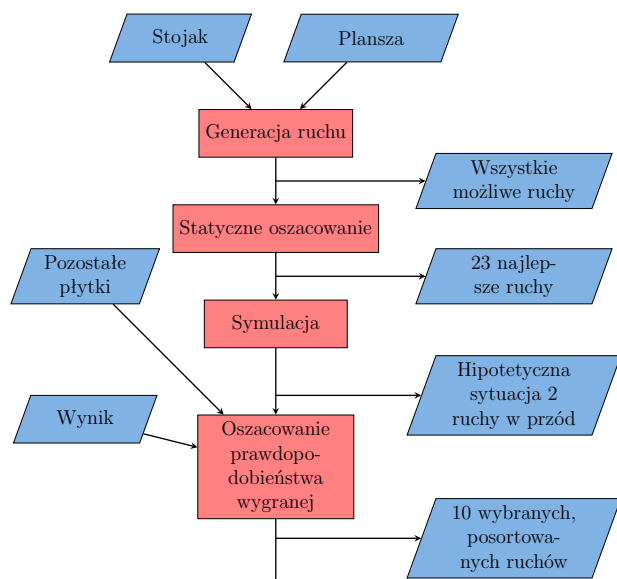 Stojak
Plansza
Generacja ruchu
Wszystkie
możliwe ruchy
Statyczne oszacowanie
Pozostałe
płytki
23 najlep-
sze ruchy
Symulacja
Hipotetyczna
sytuacja 2
ruchy w przód
Wynik
Oszacowanie
prawdopo-
dobieństwa
wygranej
10 wybranych,
posortowa-
nych ruchów